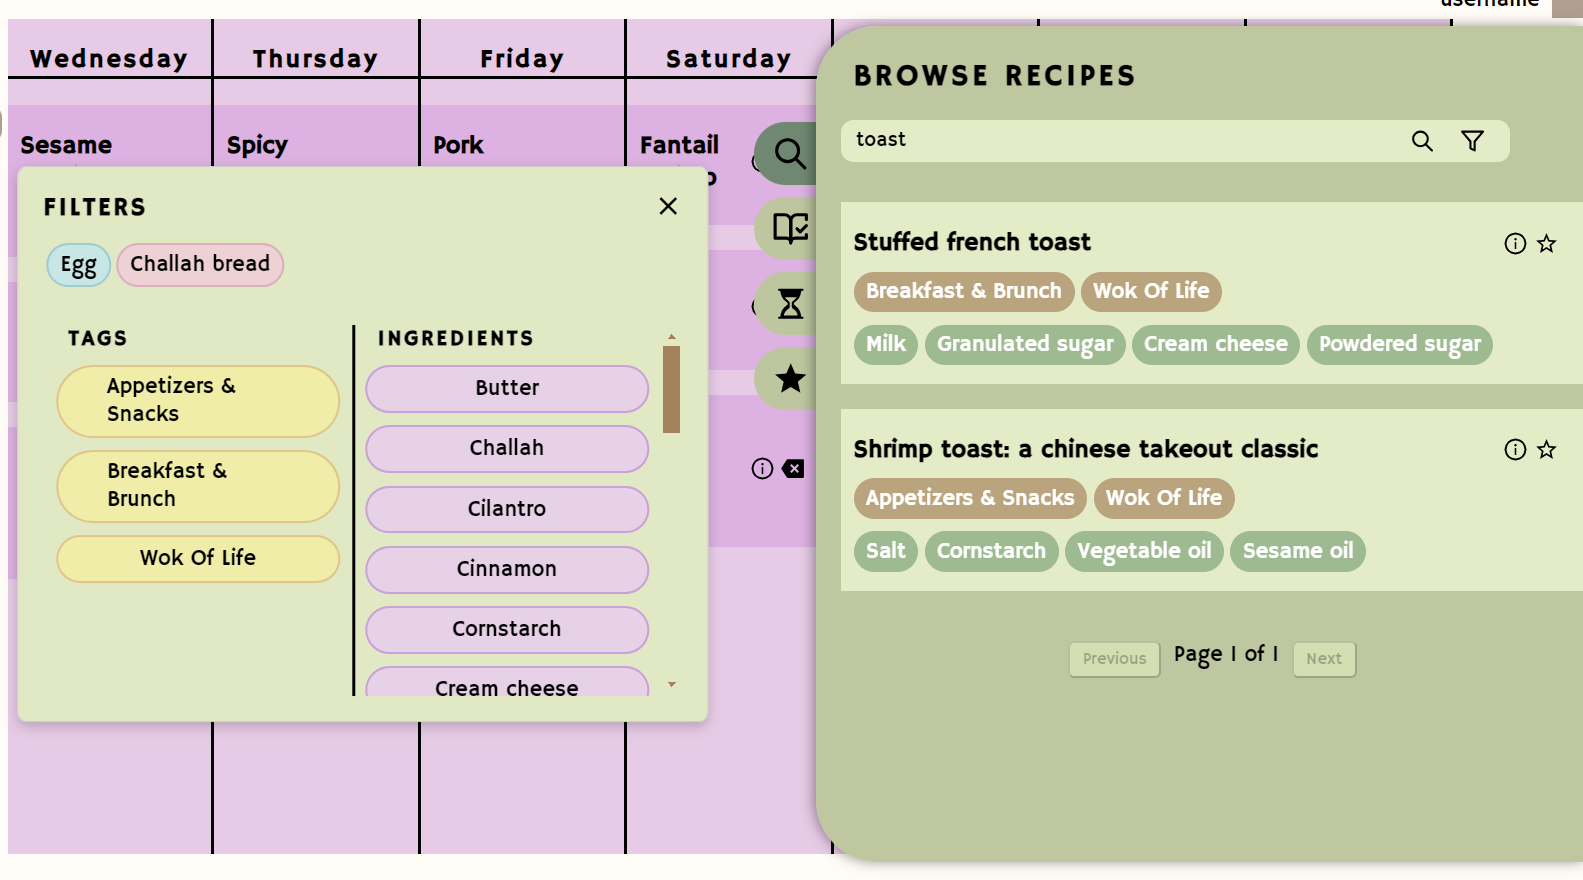 username
Wednesday
Thursday
Friday
Saturday
Sesame
Spicy
Pork
Fantail
FILTERS
Egg
Challah bread
TAGS
Appetizers &
Snacks
Breakfast &
Brunch
Wok Of Life
INGREDIENTS
Butter
Challah
Cilantro
Cinnamon
Cornstarch
Cream cheese
BROWSE RECIPES
toast
Stuffed french toast
Breakfast & Brunch
Wok Of Life
Milk
Granulated sugar
Cream cheese
Powdered sugar
Shrimp toast: a chinese takeout classic
Appetizers & Snacks
Wok Of Life
Salt
Cornstarch
Vegetable oil
Sesame oil
Previous
Page 1 of 1
Next